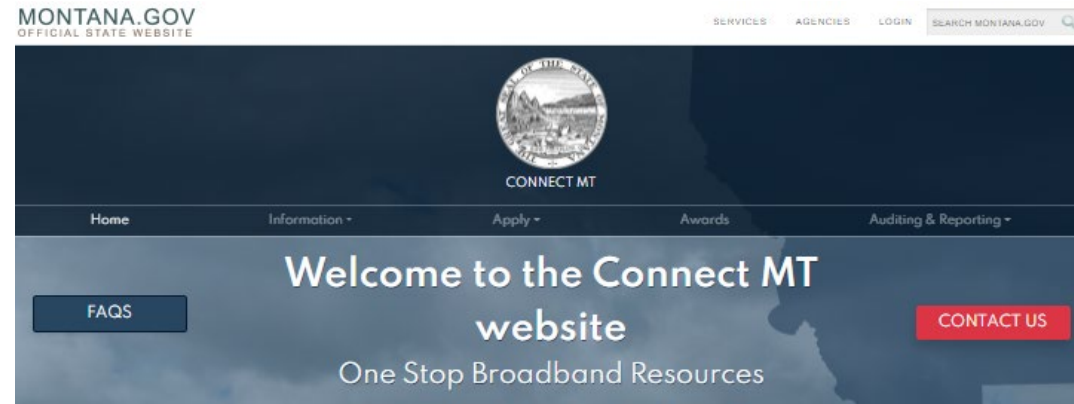 MONTANA.GOV
OFFICIAL STATE WEBSITE
SERVICES AGENCIES LOGIN SEARCH MONTANA.GOV
CONNECT MT
Home Information Apply Awards Auditing & Reporting
Welcome to the Connect MT
website
FAQS
CONTACT US
One Stop Broadband Resources